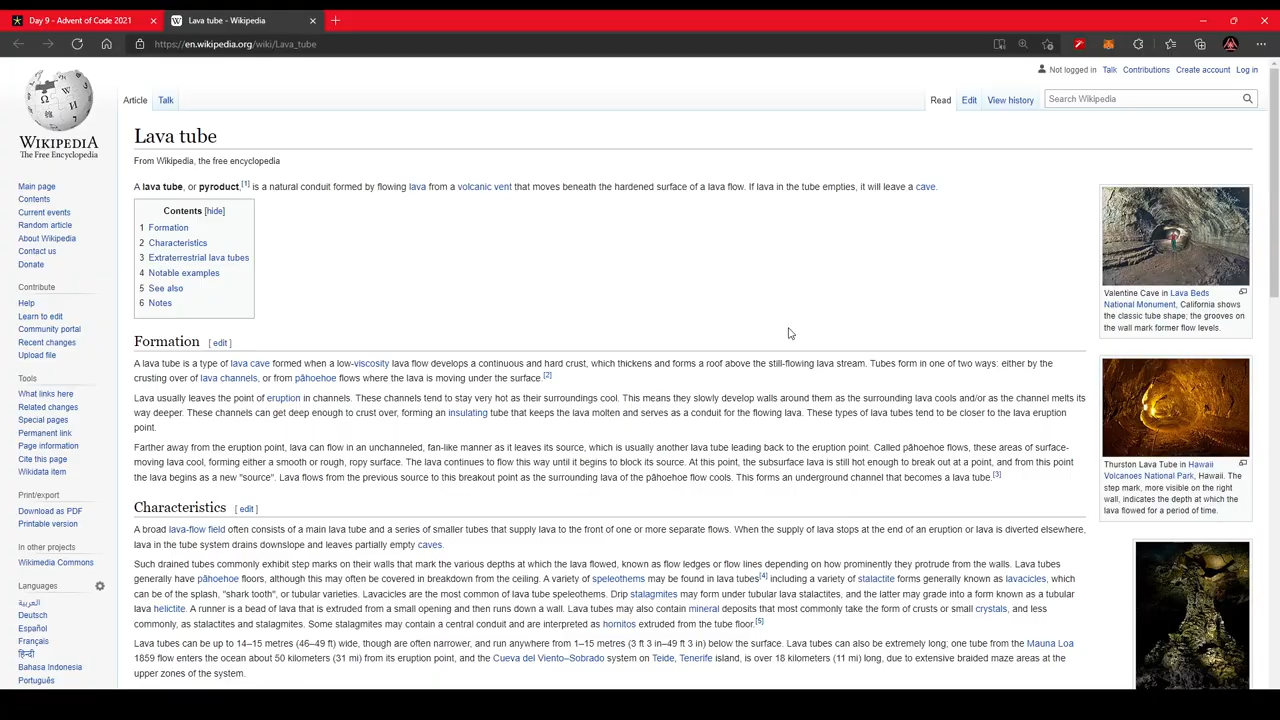 Day 9 - Advent of Code 2021
Lava tube - Wikipedia
https://en.wikipedia.org/wiki/Lava_tube
Not logged in Talk Contributions Create account Log in
Article Talk
Read Edit View history
Search Wikipedia
WIKIPEDIA
The Free Encyclopedia
Main page
Contents
Current events
Random article
About Wikipedia
Contact us
Donate
Contribute
Help
Learn to edit
Community portal
Recent changes
Upload file
Tools
What links here
Related changes
Special pages
Permanent link
Page information
Cite this page
Wikidata item
Print/export
Download as PDF
Printable version
In other projects
Wikimedia Commons
Languages
العربية
Deutsch
Español
Français
हिन्दी
Bahasa Indonesia
Português
Lava tube
From Wikipedia, the free encyclopedia
A lava tube, or pyroduct,[1] is a natural conduit formed by flowing lava from a volcanic vent that moves beneath the hardened surface of a lava flow. If lava in the tube empties, it will leave a cave.
Contents [hide]
1 Formation
2 Characteristics
3 Extraterrestrial lava tubes
4 Notable examples
5 See also
6 Notes
Formation [ edit ]
A lava tube is a type of lava cave formed when a low-viscosity lava flow develops a continuous and hard crust, which thickens and forms a roof above the still-flowing lava stream. Tubes form in one of two ways: either by the
crusting over of lava channels, or from pāhoehoe flows where the lava is moving under the surface.[2]
Lava usually leaves the point of eruption in channels. These channels tend to stay very hot as their surroundings cool. This means they slowly develop walls around them as the surrounding lava cools and/or as the channel melts its
way deeper. These channels can get deep enough to crust over, forming an insulating tube that keeps the lava molten and serves as a conduit for the flowing lava. These types of lava tubes tend to be closer to the lava eruption
point.
Farther away from the eruption point, lava can flow in an unchanneled, fan-like manner as it leaves its source, which is usually another lava tube leading back to the eruption point. Called pāhoehoe flows, these areas of surface-
moving lava cool, forming either a smooth or rough, ropy surface. The lava continues to flow this way until it begins to block its source. At this point, the subsurface lava is still hot enough to break out at a point, and from this point
the lava begins as a new "source". Lava flows from the previous source to this breakout point as the surrounding lava of the pāhoehoe flow cools. This forms an underground channel that becomes a lava tube.[3]
Characteristics [ edit ]
A broad lava-flow field often consists of a main lava tube and a series of smaller tubes that supply lava to the front of one or more separate flows. When the supply of lava stops at the end of an eruption or lava is diverted elsewhere,
lava in the tube system drains downslope and leaves partially empty caves.
Such drained tubes commonly exhibit step marks on their walls that mark the various depths at which the lava flowed, known as flow ledges or flow lines depending on how prominently they protrude from the walls. Lava tubes
generally have pāhoehoe floors, although this may often be covered in breakdown from the ceiling. A variety of speleothems may be found in lava tubes[4] including a variety of stalactite forms generally known as lavacicles, which
can be of the splash, "shark tooth", or tubular varieties. Lavacicles are the most common of lava tube speleothems. Drip stalagmites may form under tubular lava stalactites, and the latter may grade into a form known as a tubular
lava helictite. A runner is a bead of lava that is extruded from a small opening and then runs down a wall. Lava tubes may also contain mineral deposits that most commonly take the form of crusts or small crystals, and less
commonly, as stalactites and stalagmites. Some stalagmites may contain a central conduit and are interpreted as hornitos extruded from the tube floor.[5]
Lava tubes can be up to 14–15 metres (46–49 ft) wide, though are often narrower, and run anywhere from 1–15 metres (3 ft 3 in–49 ft 3 in) below the surface. Lava tubes can also be extremely long; one tube from the Mauna Loa
1859 flow enters the ocean about 50 kilometers (31 mi) from its eruption point, and the Cueva del Viento–Sobrado system on Teide, Tenerife island, is over 18 kilometers (11 mi) long, due to extensive braided maze areas at the
upper zones of the system.
Valentine Cave in Lava Beds
National Monument, California shows
the classic tube shape; the grooves on
the wall mark former flow levels.
Thurston Lava Tube in Hawaii
Volcanoes National Park, Hawaii. The
step mark, more visible on the right
wall, indicates the depth at which the
lava flowed for a period of time.